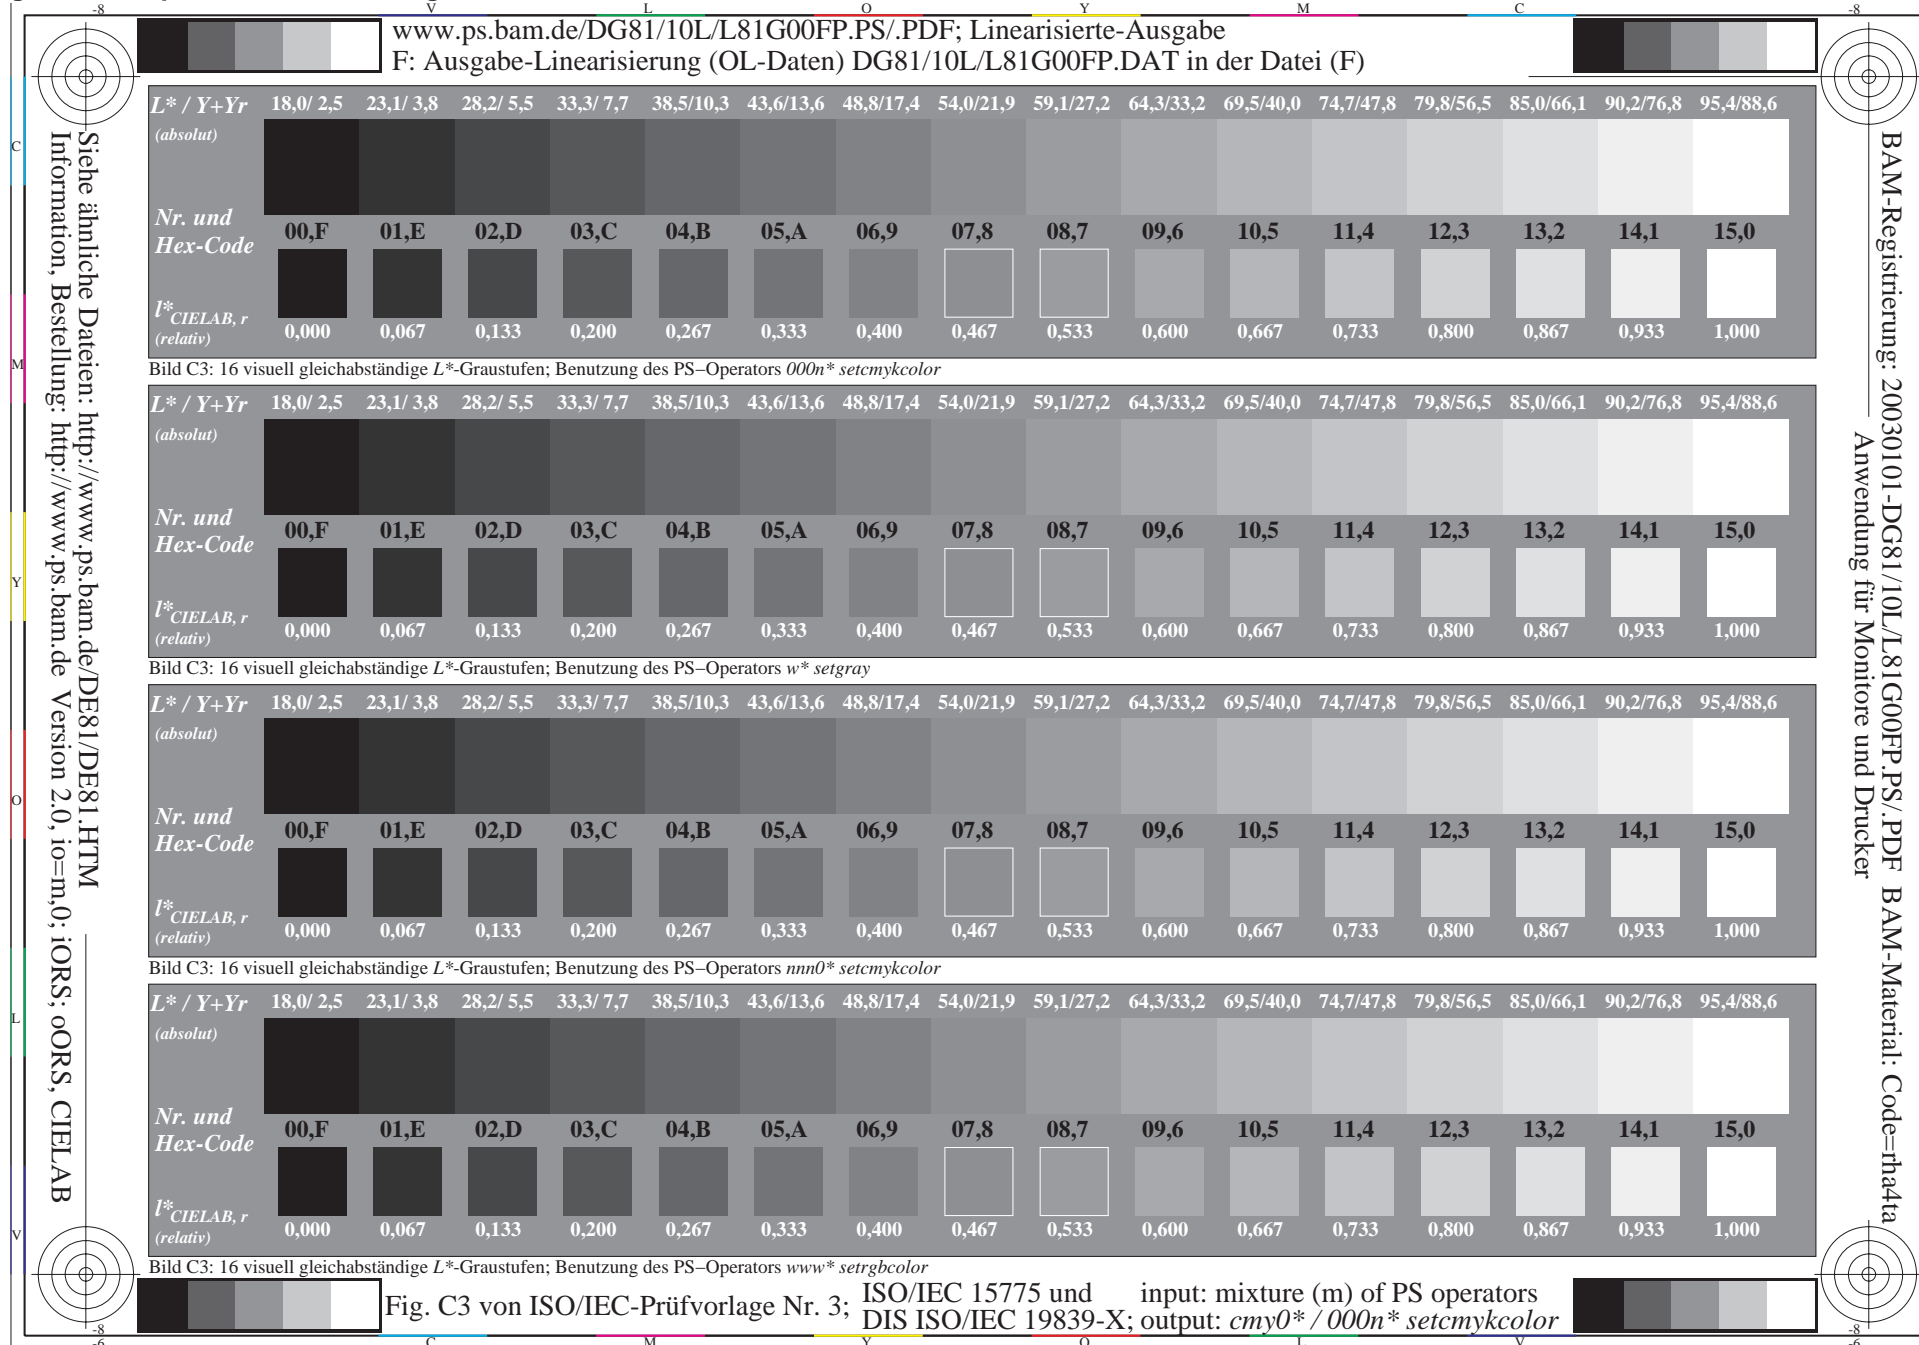 -8 V L O Y M C -8
www.ps.bam.de/DG81/10L/L81G00FP.PS/.PDF; Linearisierte-Ausgabe
F: Ausgabe-Linearisierung (OL-Daten) DG81/10L/L81G00FP.DAT in der Datei (F)
C
M
Y
O
L
V
Siehe ähnliche Dateien: http://www.ps.bam.de/DE81/DE81.HTM
Information, Bestellung: http://www.ps.bam.de Version 2.0, io=m,0; iORS; oORS, CIELAB
L* / Y+Yr 18,0/ 2,5 23,1/ 3,8 28,2/ 5,5 33,3/ 7,7 38,5/10,3 43,6/13,6 48,8/17,4 54,0/21,9 59,1/27,2 64,3/33,2 69,5/40,0 74,7/47,8 79,8/56,5 85,0/66,1 90,2/76,8 95,4/88,6
(absolut)
Nr. und
Hex-Code 00,F 01,E 02,D 03,C 04,B 05,A 06,9 07,8 08,7 09,6 10,5 11,4 12,3 13,2 14,1 15,0
l*CIELAB, r
(relativ) 0,000 0,067 0,133 0,200 0,267 0,333 0,400 0,467 0,533 0,600 0,667 0,733 0,800 0,867 0,933 1,000
Bild C3: 16 visuell gleichabständige L*-Graustufen; Benutzung des PS–Operators 000n* setcmykcolor
L* / Y+Yr 18,0/ 2,5 23,1/ 3,8 28,2/ 5,5 33,3/ 7,7 38,5/10,3 43,6/13,6 48,8/17,4 54,0/21,9 59,1/27,2 64,3/33,2 69,5/40,0 74,7/47,8 79,8/56,5 85,0/66,1 90,2/76,8 95,4/88,6
(absolut)
Nr. und
Hex-Code 00,F 01,E 02,D 03,C 04,B 05,A 06,9 07,8 08,7 09,6 10,5 11,4 12,3 13,2 14,1 15,0
l*CIELAB, r
(relativ) 0,000 0,067 0,133 0,200 0,267 0,333 0,400 0,467 0,533 0,600 0,667 0,733 0,800 0,867 0,933 1,000
Bild C3: 16 visuell gleichabständige L*-Graustufen; Benutzung des PS–Operators w* setgray
L* / Y+Yr 18,0/ 2,5 23,1/ 3,8 28,2/ 5,5 33,3/ 7,7 38,5/10,3 43,6/13,6 48,8/17,4 54,0/21,9 59,1/27,2 64,3/33,2 69,5/40,0 74,7/47,8 79,8/56,5 85,0/66,1 90,2/76,8 95,4/88,6
(absolut)
Nr. und
Hex-Code 00,F 01,E 02,D 03,C 04,B 05,A 06,9 07,8 08,7 09,6 10,5 11,4 12,3 13,2 14,1 15,0
l*CIELAB, r
(relativ) 0,000 0,067 0,133 0,200 0,267 0,333 0,400 0,467 0,533 0,600 0,667 0,733 0,800 0,867 0,933 1,000
Bild C3: 16 visuell gleichabständige L*-Graustufen; Benutzung des PS–Operators nnn0* setcmykcolor
L* / Y+Yr 18,0/ 2,5 23,1/ 3,8 28,2/ 5,5 33,3/ 7,7 38,5/10,3 43,6/13,6 48,8/17,4 54,0/21,9 59,1/27,2 64,3/33,2 69,5/40,0 74,7/47,8 79,8/56,5 85,0/66,1 90,2/76,8 95,4/88,6
(absolut)
Nr. und
Hex-Code 00,F 01,E 02,D 03,C 04,B 05,A 06,9 07,8 08,7 09,6 10,5 11,4 12,3 13,2 14,1 15,0
l*CIELAB, r
(relativ) 0,000 0,067 0,133 0,200 0,267 0,333 0,400 0,467 0,533 0,600 0,667 0,733 0,800 0,867 0,933 1,000
Bild C3: 16 visuell gleichabständige L*-Graustufen; Benutzung des PS–Operators www* setrgbcolor
BAM-Registrierung: 20030101-DG81/10L/L81G00FP.PS/.PDF BAM-Material: Code=rha4ta
Anwendung für Monitore und Drucker
Fig. C3 von ISO/IEC-Prüfvorlage Nr. 3; ISO/IEC 15775 und input: mixture (m) of PS operators
DIS ISO/IEC 19839-X; output: cmy0* / 000n* setcmykcolor
-8 -8
-6 C M Y O L V -6